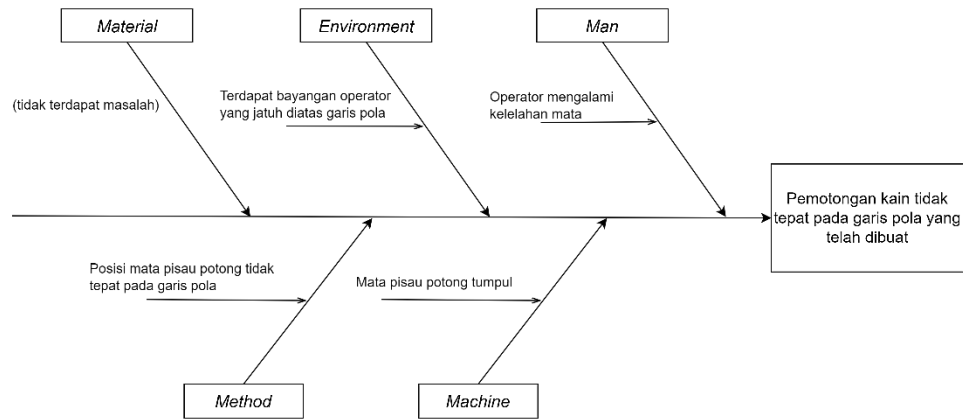 Material
Environment
Man
(tidak terdapat masalah)
Terdapat bayangan operator
yang jatuh diatas garis pola
Operator mengalami
kelelahan mata
Pemotongan kain tidak
tepat pada garis pola yang
telah dibuat
Posisi mata pisau potong tidak
tepat pada garis pola
Mata pisau potong tumpul
Method
Machine